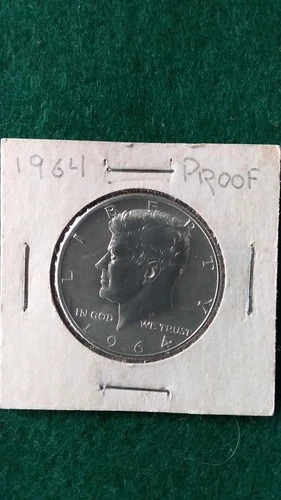 1964 PROOF
LIBERTY
IN GOD WE TRUST
1964